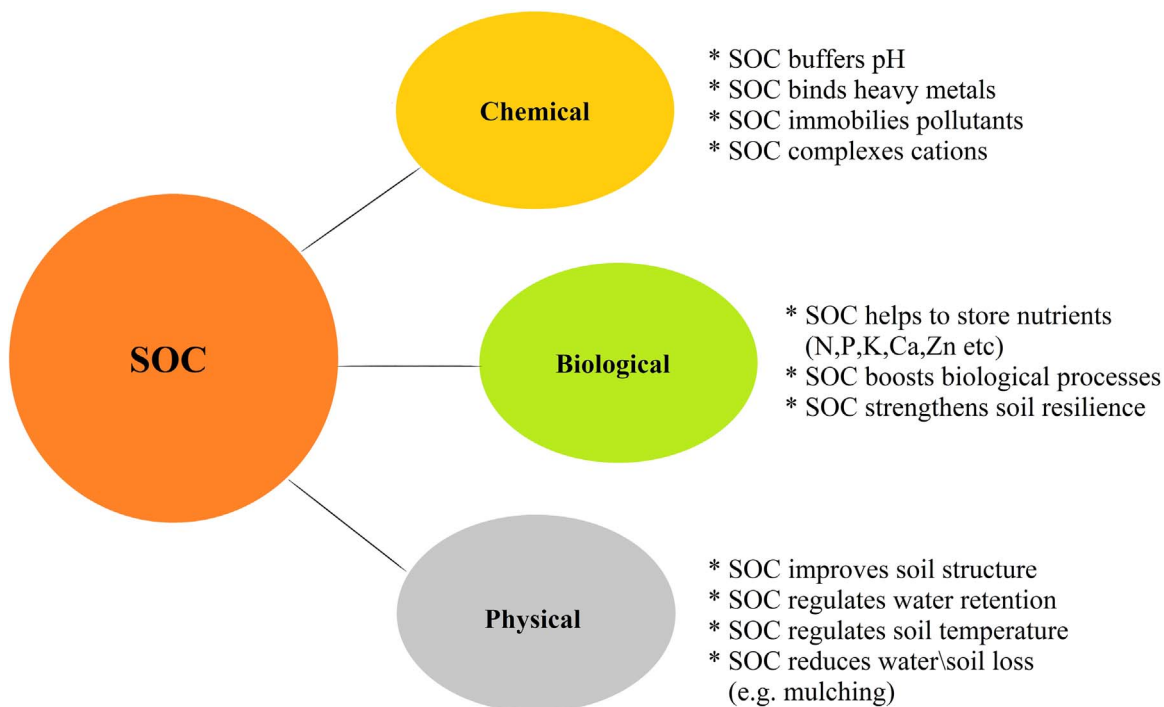 Chemical
* SOC buffers pH
* SOC binds heavy metals
* SOC immobilies pollutants
* SOC complexes cations
SOC
Biological
* SOC helps to store nutrients
(N,P,K,Ca,Zn etc)
* SOC boosts biological processes
* SOC strengthens soil resilience
Physical
* SOC improves soil structure
* SOC regulates water retention
* SOC regulates soil temperature
* SOC reduces water\soil loss
(e.g. mulching)